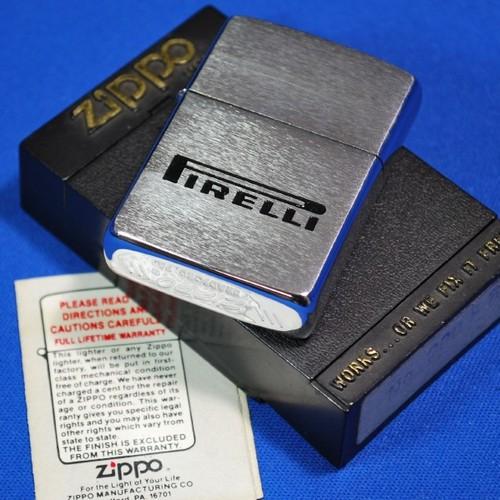 Zippo
PIRELLI
WORKS...OR WE FIX IT FREE
PLEASE READ
DIRECTIONS AND
CAUTIONS CAREFULLY
FULL LIFETIME WARRANTY
This lighter or any Zippo
lighter, when returned to our
factory, will be put in first-
class mechanical condition
free of charge. We have never
charged a cent for the repair
of a ZIPPO regardless of its
age or condition. This war-
ranty gives you specific legal
rights and you may also have
other rights which vary from
state to state.
THE FINISH IS EXCLUDED
FROM THIS WARRANTY.
Zippo®
For the Light of Your Life
ZIPPO MANUFACTURING CO
PA. 16701